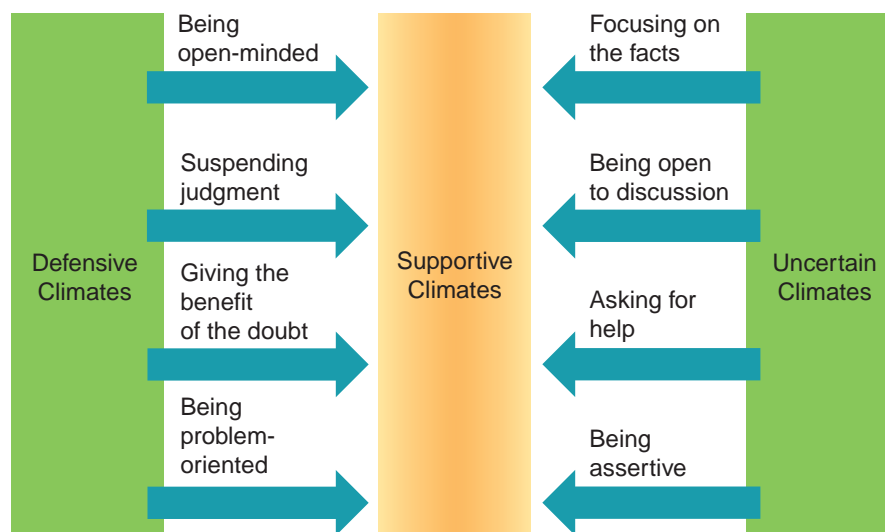 Being
open-minded
Suspending
judgment
Defensive
Climates
Giving the
benefit
of the doubt
Being
problem-
oriented
Supportive
Climates
Focusing on
the facts
Being open
to discussion
Asking for
help
Being
assertive
Uncertain
Climates